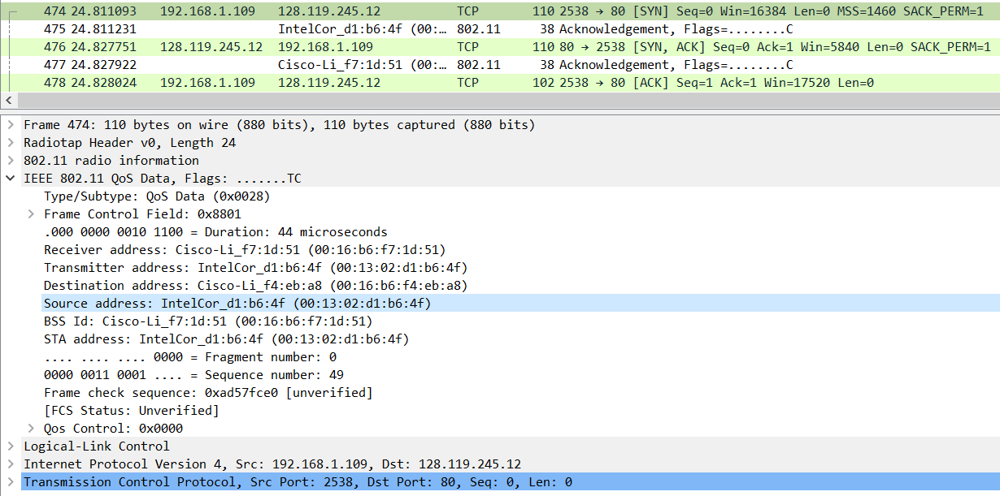 474 24.811093 192.168.1.109 128.119.245.12 TCP 110 2538 → 80 [SYN] Seq=0 Win=16384 Len=0 MSS=1460 SACK_PERM=1
475 24.811231 IntelCor_d1:b6:4f (00:… 802.11 38 Acknowledgement, Flags=........C
476 24.827751 128.119.245.12 192.168.1.109 TCP 110 80 → 2538 [SYN, ACK] Seq=0 Ack=1 Win=5840 Len=0 SACK_PERM=1
477 24.827922 Cisco-Li_f7:1d:51 (00:… 802.11 38 Acknowledgement, Flags=........C
478 24.828024 192.168.1.109 128.119.245.12 TCP 102 2538 → 80 [ACK] Seq=1 Ack=1 Win=17520 Len=0
Frame 474: 110 bytes on wire (880 bits), 110 bytes captured (880 bits)
Radiotap Header v0, Length 24
802.11 radio information
IEEE 802.11 QoS Data, Flags: .......TC
Type/Subtype: QoS Data (0x0028)
Frame Control Field: 0x8801
.000 0000 0010 1100 = Duration: 44 microseconds
Receiver address: Cisco-Li_f7:1d:51 (00:16:b6:f7:1d:51)
Transmitter address: IntelCor_d1:b6:4f (00:13:02:d1:b6:4f)
Destination address: Cisco-Li_f4:eb:a8 (00:16:b6:f4:eb:a8)
Source address: IntelCor_d1:b6:4f (00:13:02:d1:b6:4f)
BSS Id: Cisco-Li_f7:1d:51 (00:16:b6:f7:1d:51)
STA address: IntelCor_d1:b6:4f (00:13:02:d1:b6:4f)
.... .... .... 0000 = Fragment number: 0
0000 0011 0001 .... = Sequence number: 49
Frame check sequence: 0xad57fce0 [unverified]
[FCS Status: Unverified]
Qos Control: 0x0000
Logical-Link Control
Internet Protocol Version 4, Src: 192.168.1.109, Dst: 128.119.245.12
Transmission Control Protocol, Src Port: 2538, Dst Port: 80, Seq: 0, Len: 0